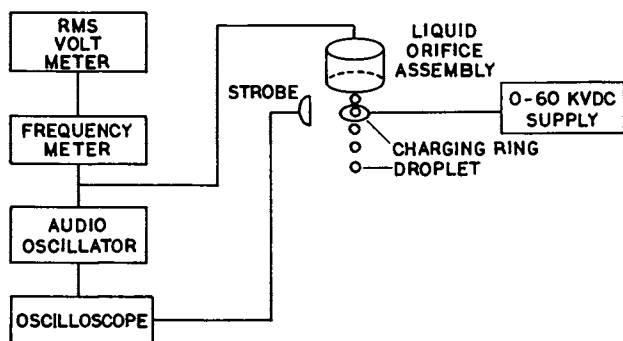 RMS
VOLT
METER
FREQUENCY
METER
AUDIO
OSCILLATOR
OSCILLOSCOPE
STROBE
LIQUID
ORIFICE
ASSEMBLY
0-60 KVDC
SUPPLY
CHARGING RING
DROPLET